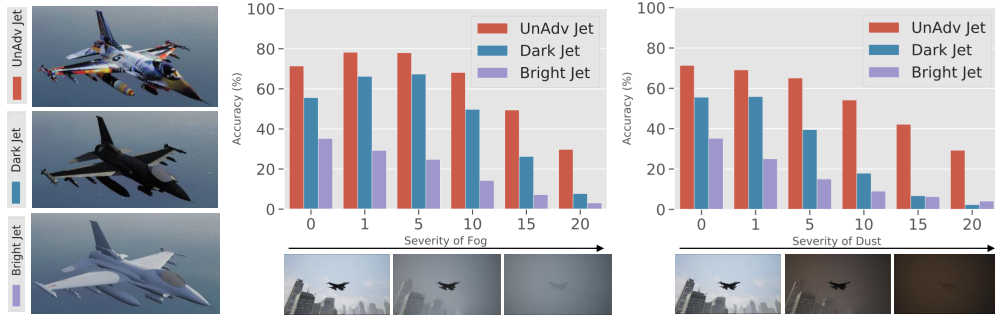 UnAdv Jet
Dark Jet
Bright Jet
100
80
60
40
20
0
Accuracy (%)
UnAdv Jet
Dark Jet
Bright Jet
0 1 5 10 15 20
Severity of Fog
100
80
60
40
20
0
Accuracy (%)
UnAdv Jet
Dark Jet
Bright Jet
0 1 5 10 15 20
Severity of Dust